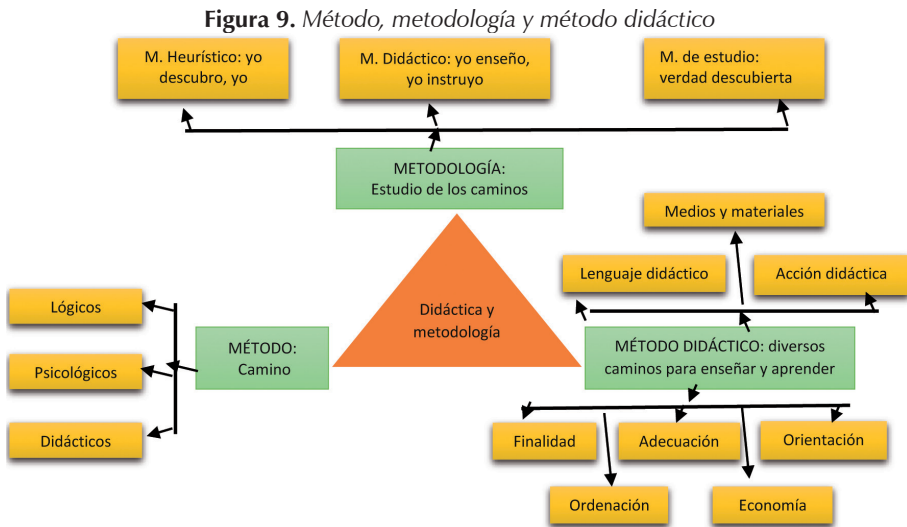 Figura 9. Método, metodología y método didáctico
M. Heurístico: yo
descubro, yo
M. Didáctico: yo enseño,
yo instruyo
M. de estudio:
verdad descubierta
METODOLOGÍA:
Estudio de los caminos
Medios y materiales
Lenguaje didáctico
Acción didáctica
Lógicos
Psicológicos
Didácticos
MÉTODO:
Camino
Didáctica y
metodología
MÉTODO DIDÁCTICO: diversos
caminos para enseñar y aprender
Finalidad
Adecuación
Orientación
Ordenación
Economía